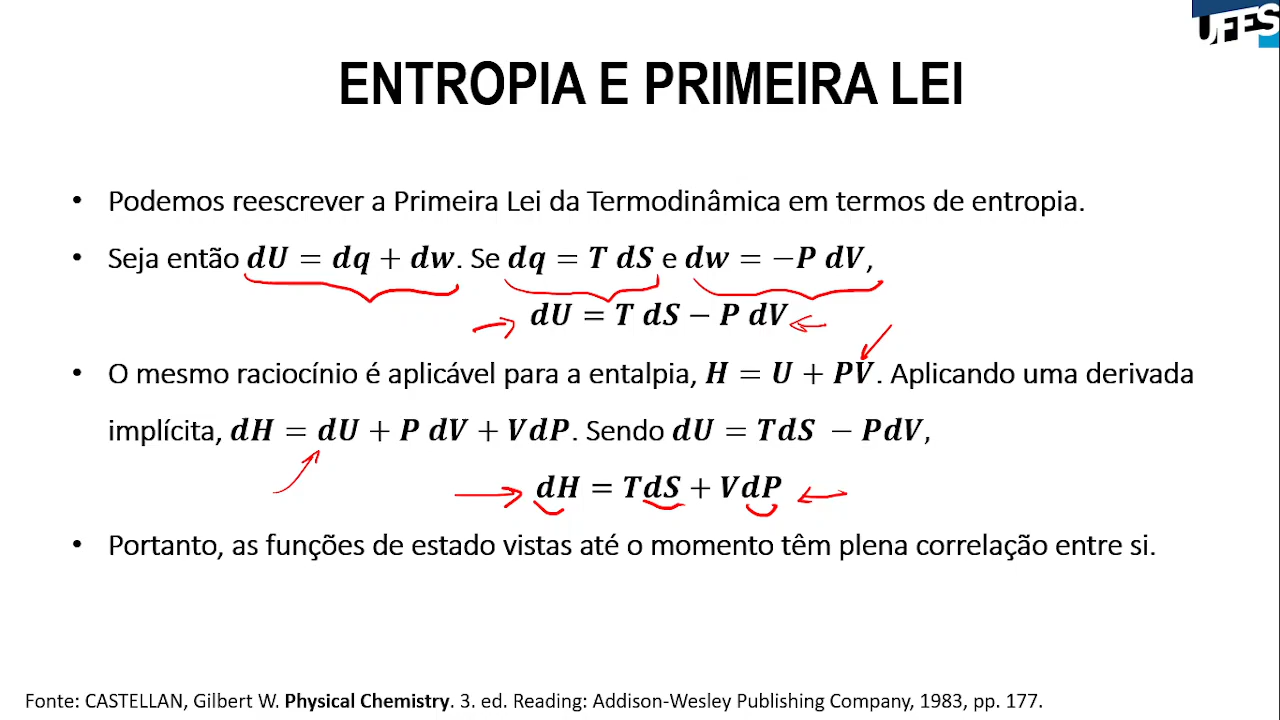 UFES
ENTROPIA E PRIMEIRA LEI
• Podemos reescrever a Primeira Lei da Termodinâmica em termos de entropia.
• Seja então dU = dq + dw. Se dq = T dS e dw = −P dV,
dU = T dS − P dV
• O mesmo raciocínio é aplicável para a entalpia, H = U + PV. Aplicando uma derivada
implícita, dH = dU + P dV + VdP. Sendo dU = TdS − PdV,
dH = TdS + VdP
• Portanto, as funções de estado vistas até o momento têm plena correlação entre si.
Fonte: CASTELLAN, Gilbert W. Physical Chemistry. 3. ed. Reading: Addison-Wesley Publishing Company, 1983, pp. 177.